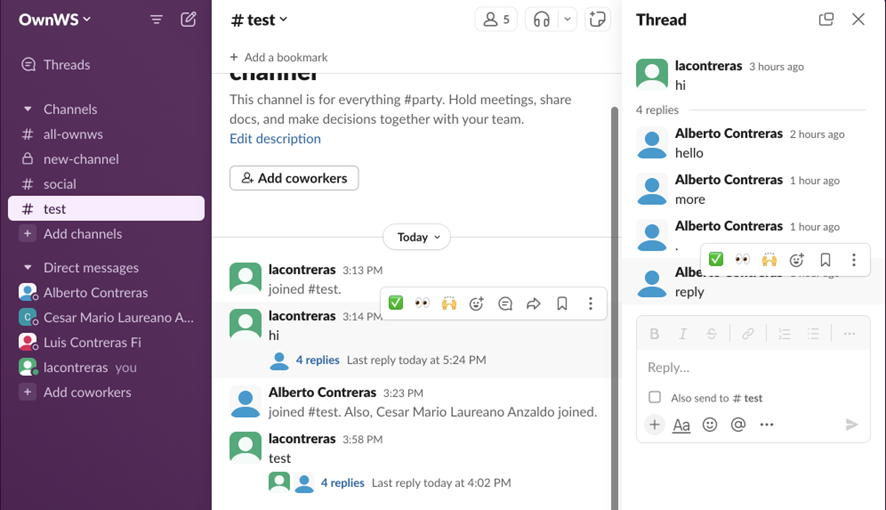 OwnWS
Threads
Channels
# all-ownws
new-channel
# social
# test
+ Add channels
Direct messages
Alberto Contreras
C Cesar Mario Laureano A...
Luis Contreras Fi
lacontreras you
+ Add coworkers
# test
5
+ Add a bookmark
channel
This channel is for everything #party. Hold meetings, share
docs, and make decisions together with your team.
Edit description
Add coworkers
Today
lacontreras 3:13 PM
joined #test.
lacontreras 3:14 PM
hi
4 replies Last reply today at 5:24 PM
Alberto Contreras 3:23 PM
joined #test. Also, Cesar Mario Laureano Anzaldo joined.
lacontreras 3:58 PM
test
4 replies Last reply today at 4:02 PM
Thread
lacontreras 3 hours ago
hi
4 replies
Alberto Contreras 2 hours ago
hello
Alberto Contreras 1 hour ago
more
Alberto Contreras 1 hour ago
.
Alberto Contreras
reply
B I S
Reply...
Also send to # test
+ Aa @